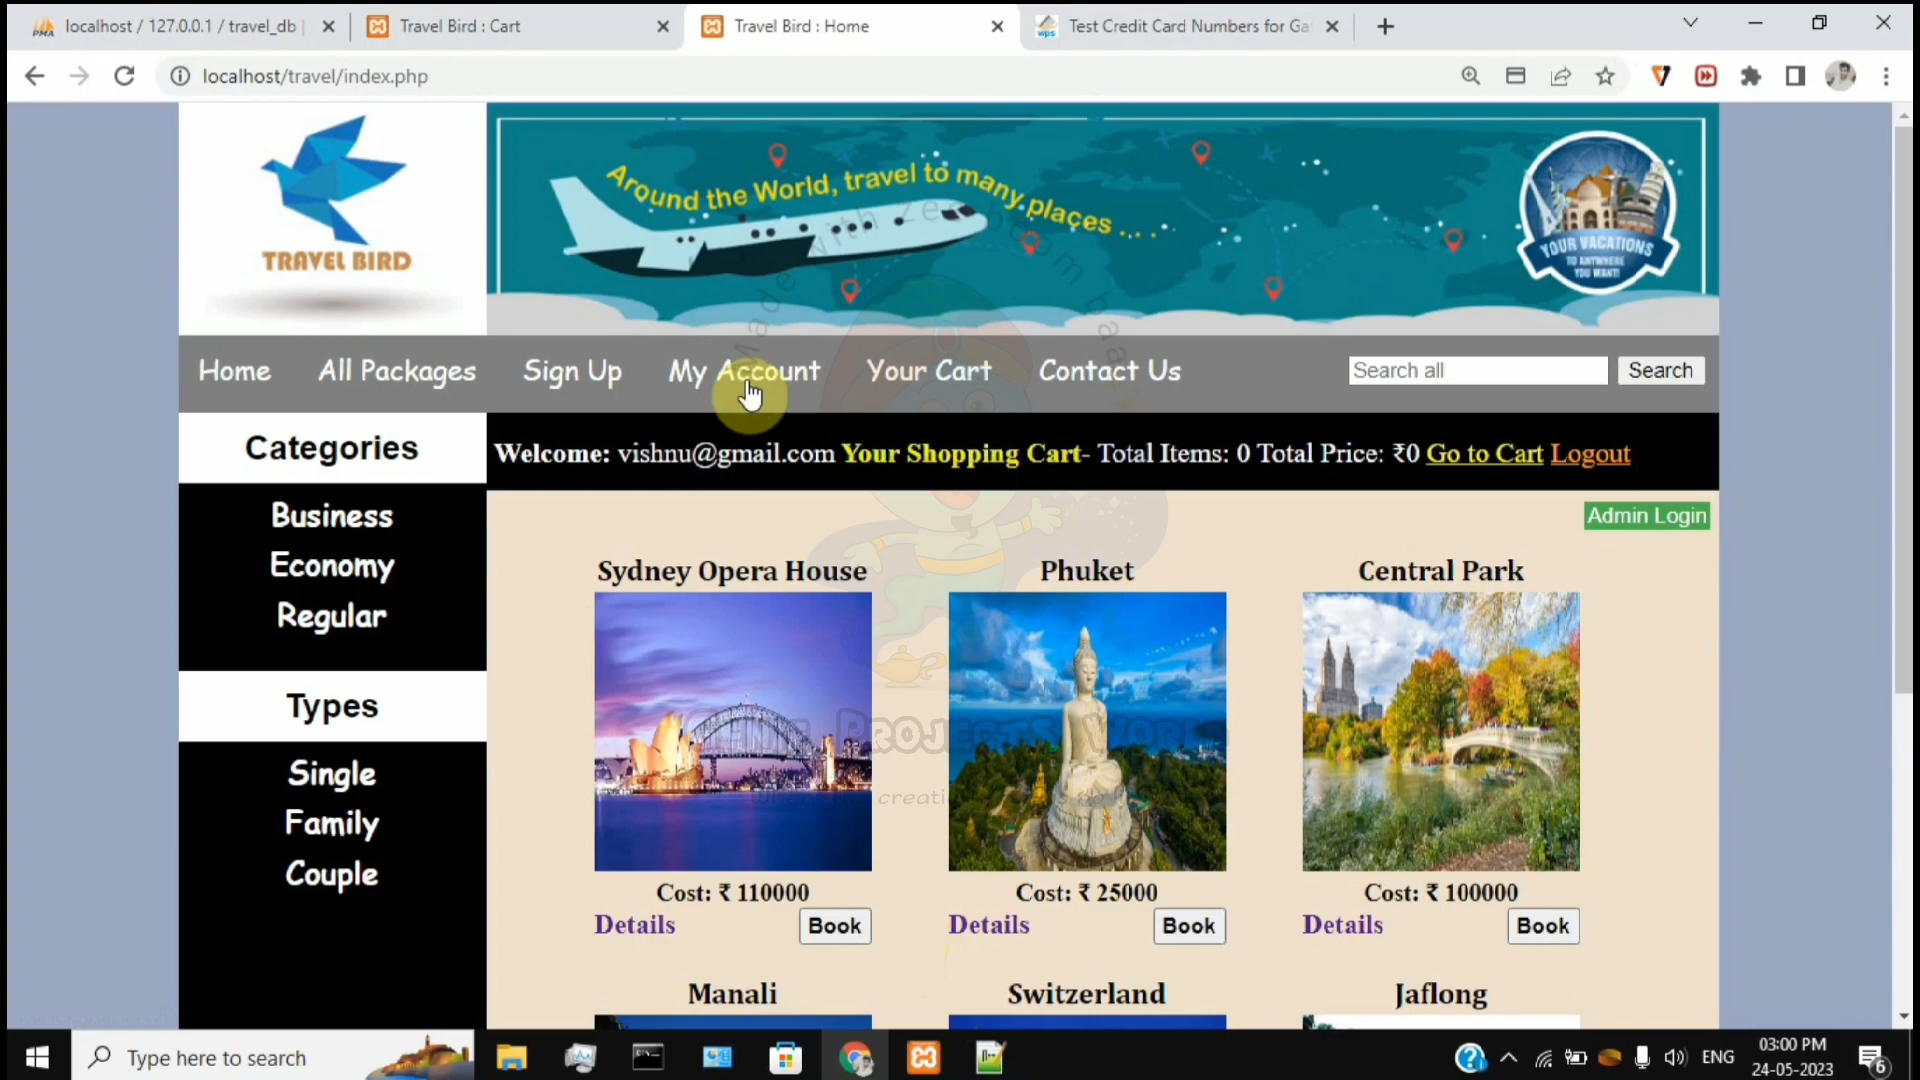 localhost / 127.0.0.1 / travel_db
Travel Bird : Cart
Travel Bird : Home
Test Credit Card Numbers for Ga
localhost/travel/index.php
TRAVEL BIRD
Around the World, travel to many places ....
YOUR VACATIONS
TO ANYWHERE
YOU WANT!
Home All Packages Sign Up My Account Your Cart Contact Us Search all Search
Categories
Welcome: vishnu@gmail.com Your Shopping Cart- Total Items: 0 Total Price: ₹0 Go to Cart Logout
Business
Economy
Regular
Types
Single
Family
Couple
Admin Login
Sydney Opera House Phuket Central Park
Cost: ₹ 110000 Cost: ₹ 25000 Cost: ₹ 100000
Details Book Details Book Details Book
Manali Switzerland Jaflong
Type here to search
ENG
03:00 PM
24-05-2023
6